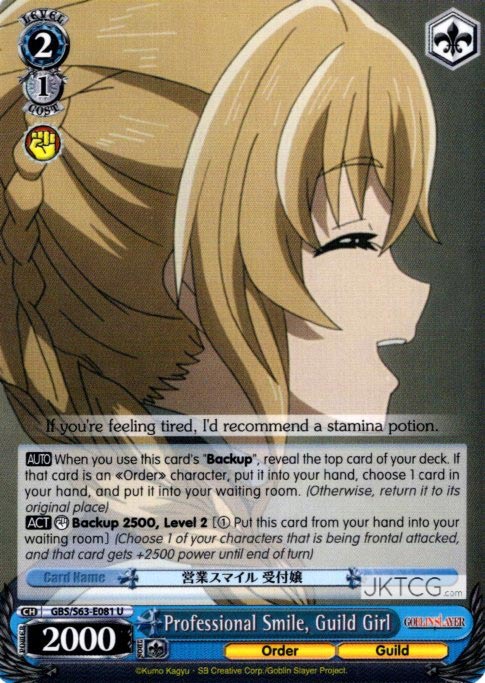 LEVEL
2
1
COST
If you're feeling tired, I'd recommend a stamina potion.
AUTO When you use this card's "Backup", reveal the top card of your deck. If
that card is an «Order» character, put it into your hand, choose 1 card
in your hand, and put it into your waiting room. (Otherwise, return it to its
original place)
ACT Backup 2500, Level 2 [① Put this card from your hand into your
waiting room] (Choose 1 of your characters that is being frontal attacked,
and that card gets +2500 power until end of turn)
Card Name 営業スマイル 受付嬢
JKTCG.com
CH GBS/S63-E081 U
POWER 2000 SOUL
Professional Smile, Guild Girl GOBLIN SLAYER
Order Guild
©Kumo Kagyu・SB Creative Corp./Goblin Slayer Project.